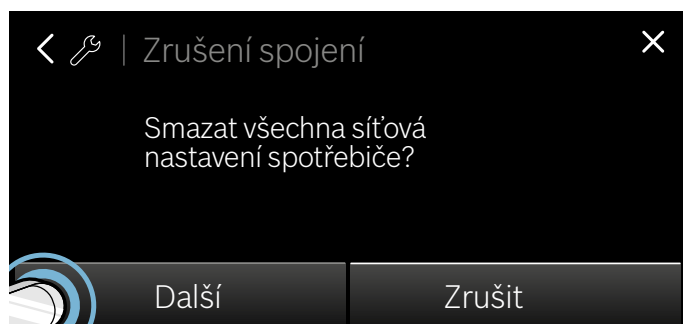 Zrušení spojení
Smazat všechna síťová
nastavení spotřebiče?
Další
Zrušit